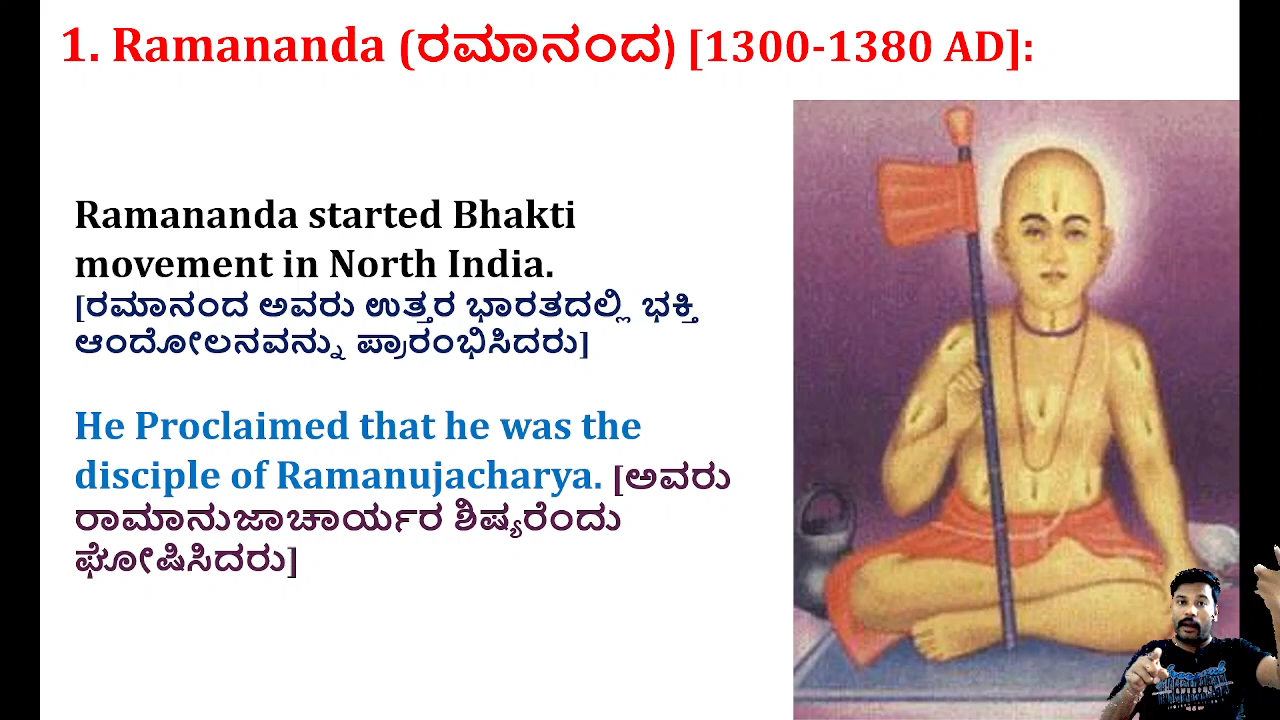 1. Ramananda (ರಮಾನಂದ) [1300-1380 AD]:
Ramananda started Bhakti
movement in North India.
[ರಮಾನಂದ ಅವರು ಉತ್ತರ ಭಾರತದಲ್ಲಿ ಭಕ್ತಿ
ಆಂದೋಲನವನ್ನು ಪ್ರಾರಂಭಿಸಿದರು]
He Proclaimed that he was the
disciple of Ramanujacharya. [ಅವರು
ರಾಮಾನುಜಾಚಾರ್ಯರ ಶಿಷ್ಯರೆಂದು
ಘೋಷಿಸಿದರು]